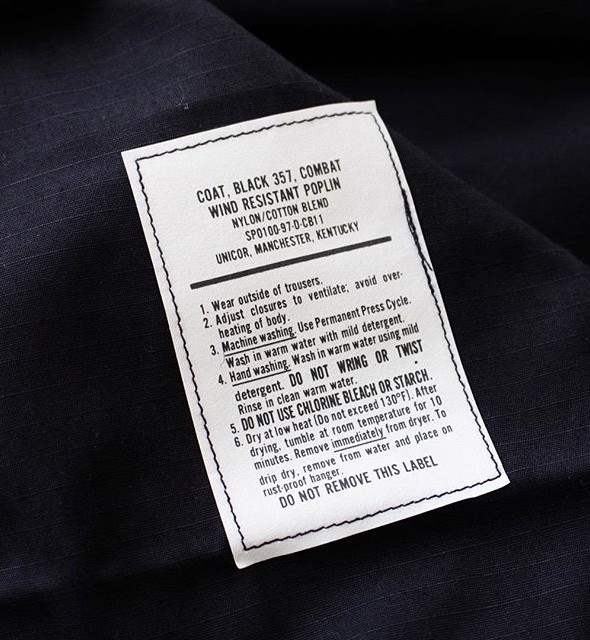 COAT, BLACK 357, COMBAT
WIND RESISTANT POPLIN
NYLON/COTTON BLEND
SPO100-97-D-CB11
UNICOR, MANCHESTER, KENTUCKY
1. Wear outside of trousers.
2. Adjust closures to ventilate; avoid over-
heating of body.
3. Machine washing. Use Permanent Press Cycle.
Wash in warm water with mild detergent.
4. Hand washing. Wash in warm water using mild
detergent. DO NOT WRING OR TWIST
Rinse in clean warm water.
5. DO NOT USE CHLORINE BLEACH OR STARCH.
6. Dry at low heat (Do not exceed 130°F). After
drying, tumble at room temperature for 10
minutes. Remove immediately from dryer. To
drip dry, remove from water and place on
rust-proof hanger.
DO NOT REMOVE THIS LABEL